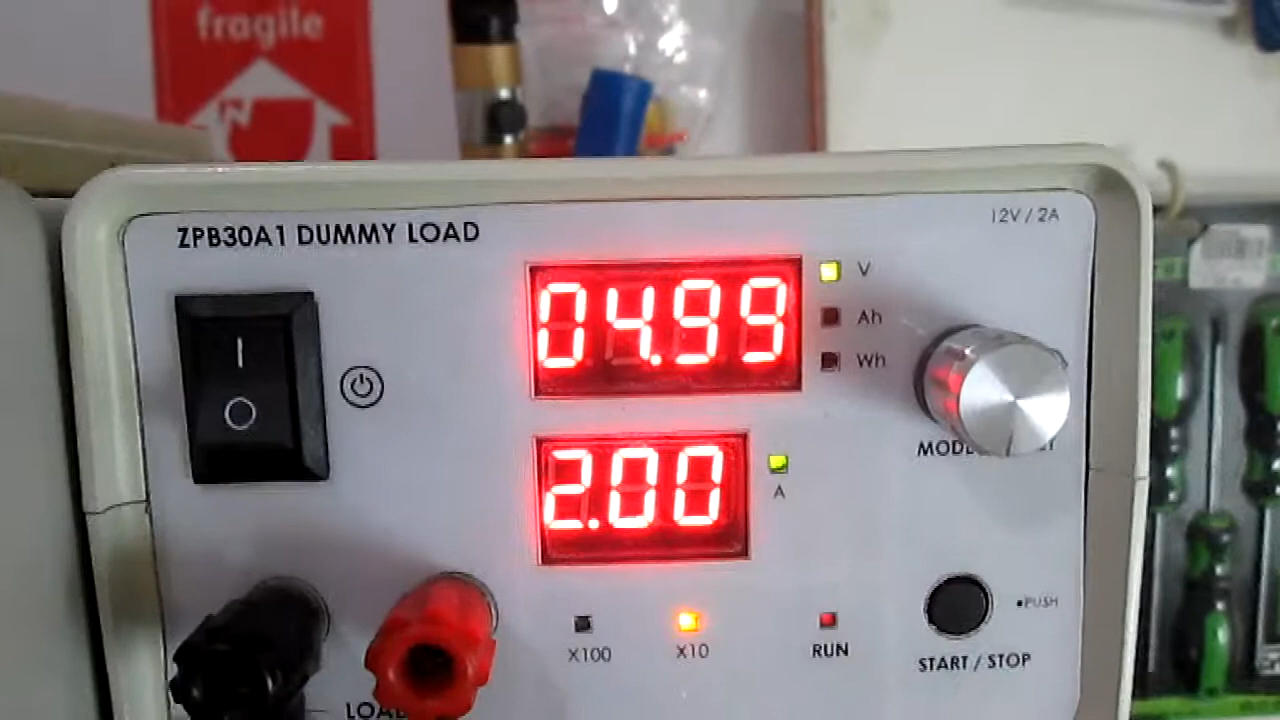 fragile
ZPB30A1 DUMMY LOAD
12V / 2A
04.99
V
Ah
Wh
2.00
A
X100
X10
RUN
•PUSH
START / STOP